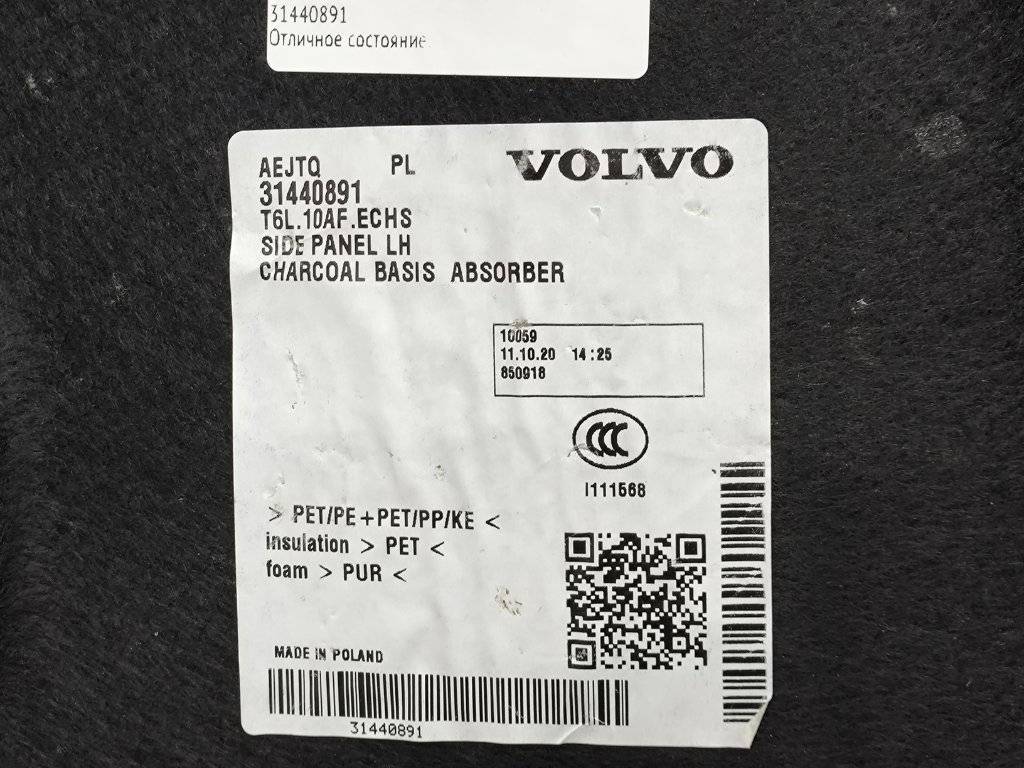 31440891
Отличное состояние
AEJTQ PL
VOLVO
31440891
T6L.10AF.ECHS
SIDE PANEL LH
CHARCOAL BASIS ABSORBER
10059
11.10.20 14:25
850918
CCC
I111568
> PET/PE+PET/PP/KE <
insulation > PET <
foam > PUR <
MADE IN POLAND
31440891